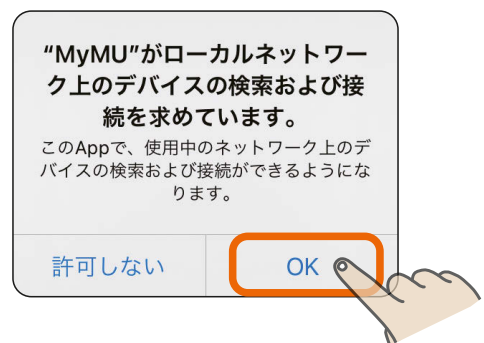 “MyMU”がローカルネットワー
ク上のデバイスの検索および接
続を求めています。
このAppで、使用中のネットワーク上のデ
バイスの検索および接続ができるようにな
ります。
許可しない
OK